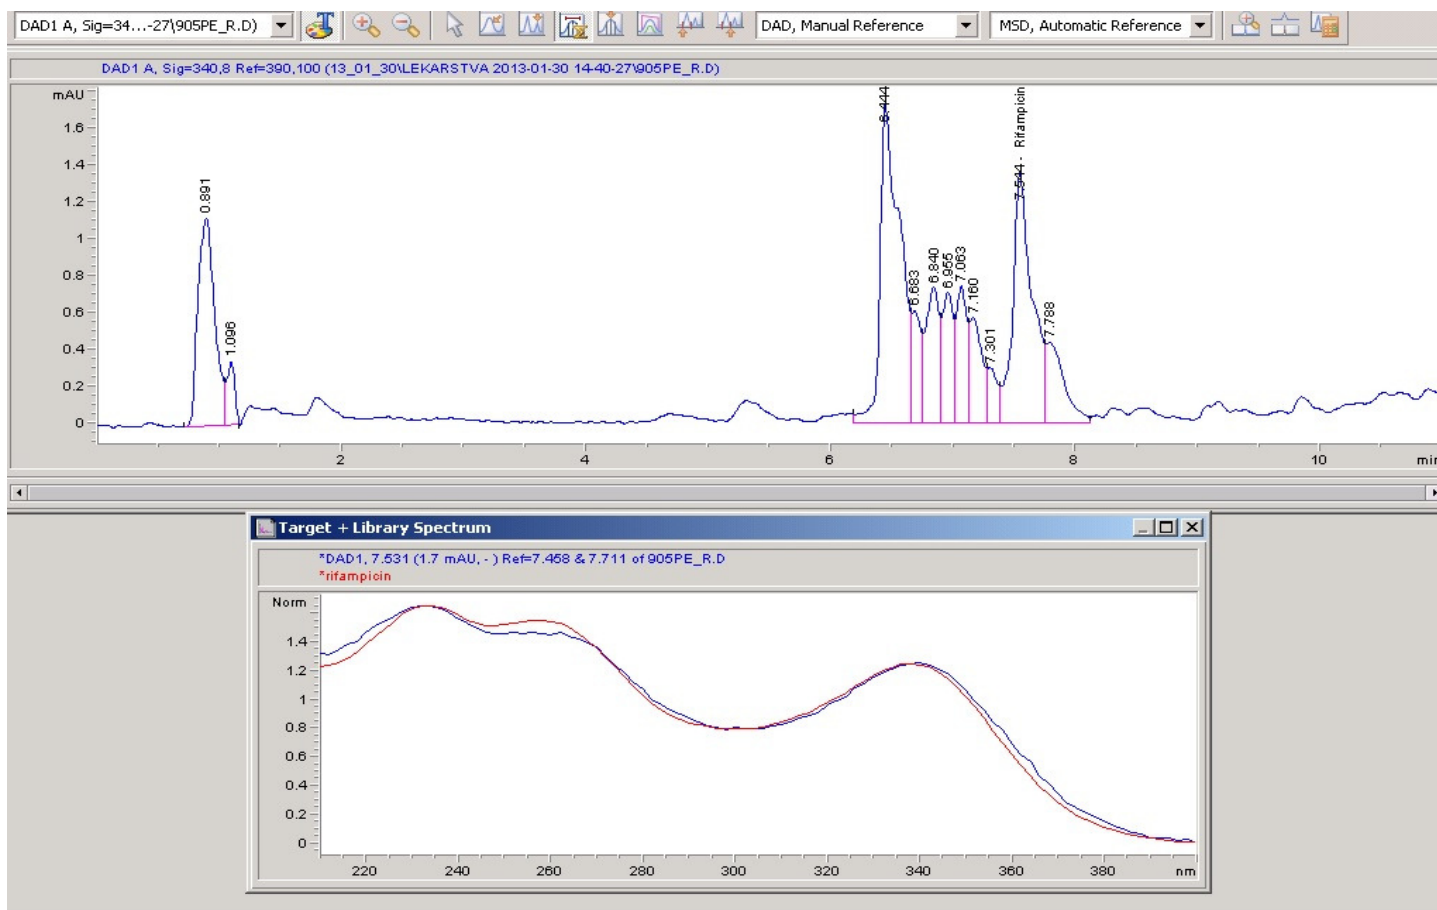 DAD1 A, Sig=34...-27\905PE_R.D) DAD, Manual Reference MSD, Automatic Reference
DAD1 A, Sig=340,8 Ref=390,100 (13_01_30\LEKARSTVA 2013-01-30 14-40-27\905PE_R.D)
mAU
1.6
1.4
1.2
1
0.8
0.6
0.4
0.2
0
0.891
1.096
6.444
6.683
6.840
6.955
7.063
7.160
7.301
7.544 - Rifampicin
7.788
2 4 6 8 10 min
Target + Library Spectrum
*DAD1, 7.531 (1.7 mAU, - ) Ref=7.458 & 7.711 of 905PE_R.D
*rifampicin
Norm
1.4
1.2
1
0.8
0.6
0.4
0.2
0
220 240 260 280 300 320 340 360 380 nm